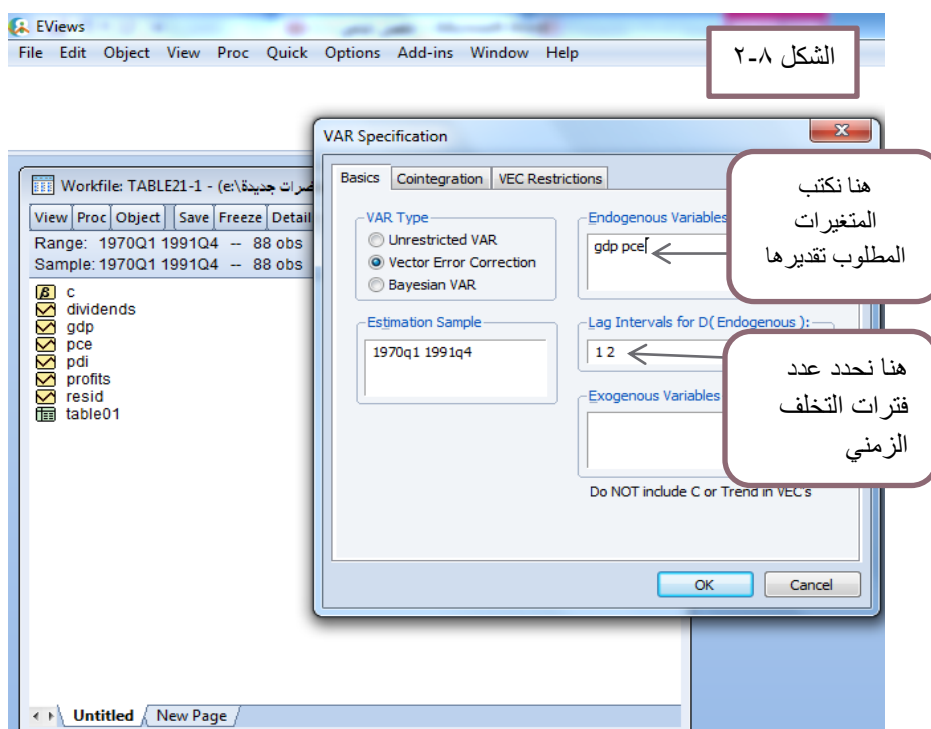 EViews
File Edit Object View Proc Quick Options Add-ins Window Help
الشكل ٨-٢
VAR Specification
Basics Cointegration VEC Restrictions
VAR Type
Unrestricted VAR
Vector Error Correction
Bayesian VAR
Endogenous Variables
gdp pce
هنا نكتب
المتغيرات
المطلوب تقديرها
Estimation Sample
1970q1 1991q4
Lag Intervals for D(Endogenous):
1 2
هنا نحدد عدد
فترات التخلف
الزمني
Exogenous Variables
Do NOT include C or Trend in VEC's
OK Cancel
Workfile: TABLE21-1 - (e:\ضرات جديدة
View Proc Object Save Freeze Detail
Range: 1970Q1 1991Q4 -- 88 obs
Sample: 1970Q1 1991Q4 -- 88 obs
c
dividends
gdp
pce
pdi
profits
resid
table01
Untitled New Page